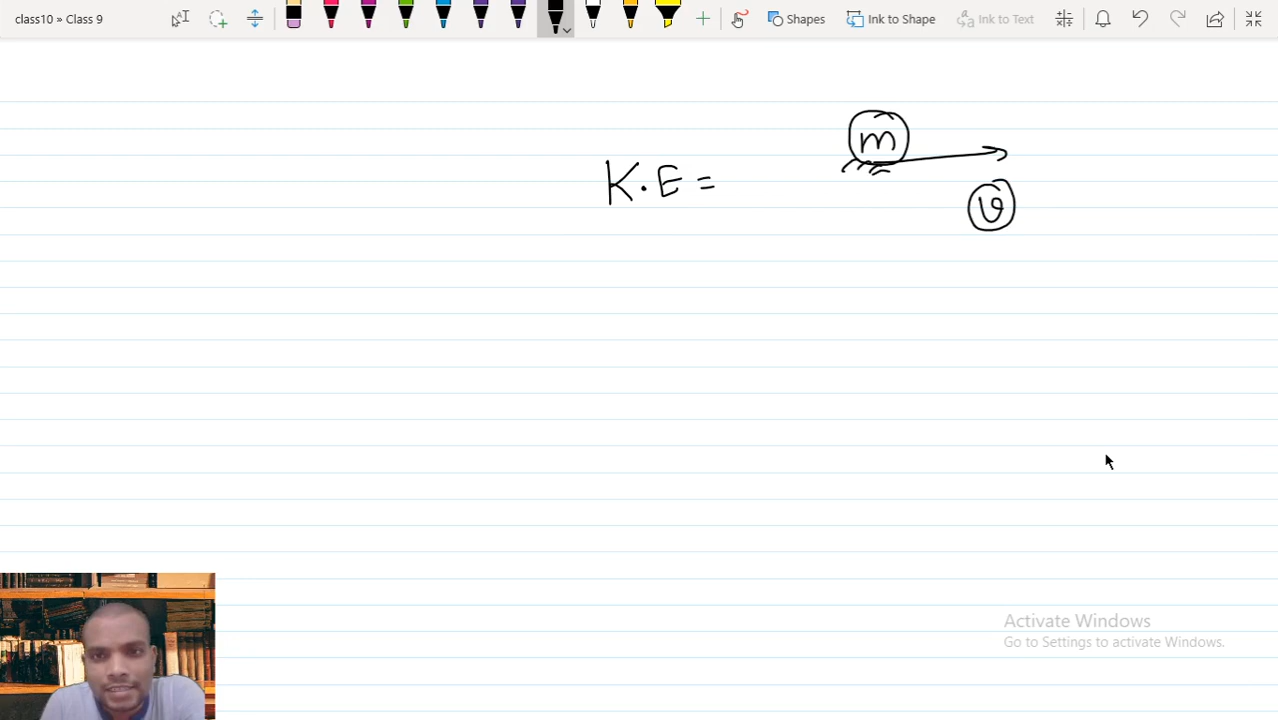 class10 » Class 9
Shapes
Ink to Shape
Ink to Text
m
K.E =
v
Activate Windows
Go to Settings to activate Windows.